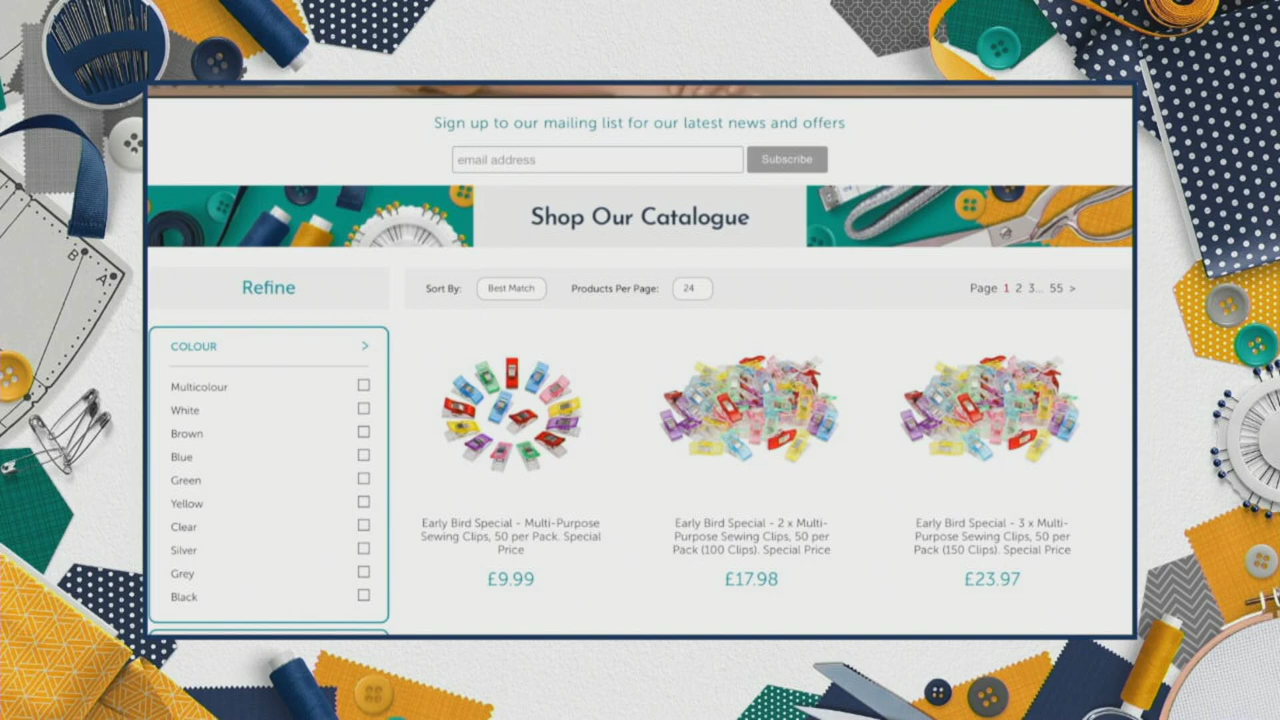 Sign up to our mailing list for our latest news and offers
email address
Subscribe
Shop Our Catalogue
Refine
Sort By:
Best Match
Products Per Page:
24
Page 1 2 3... 55 >
COLOUR >
Multicolour
White
Brown
Blue
Green
Yellow
Clear
Silver
Grey
Black
Early Bird Special - Multi-Purpose
Sewing Clips, 50 per Pack. Special
Price
£9.99
Early Bird Special - 2 x Multi-
Purpose Sewing Clips, 50 per
Pack (100 Clips). Special Price
£17.98
Early Bird Special - 3 x Multi-
Purpose Sewing Clips, 50 per
Pack (150 Clips). Special Price
£23.97
B
A